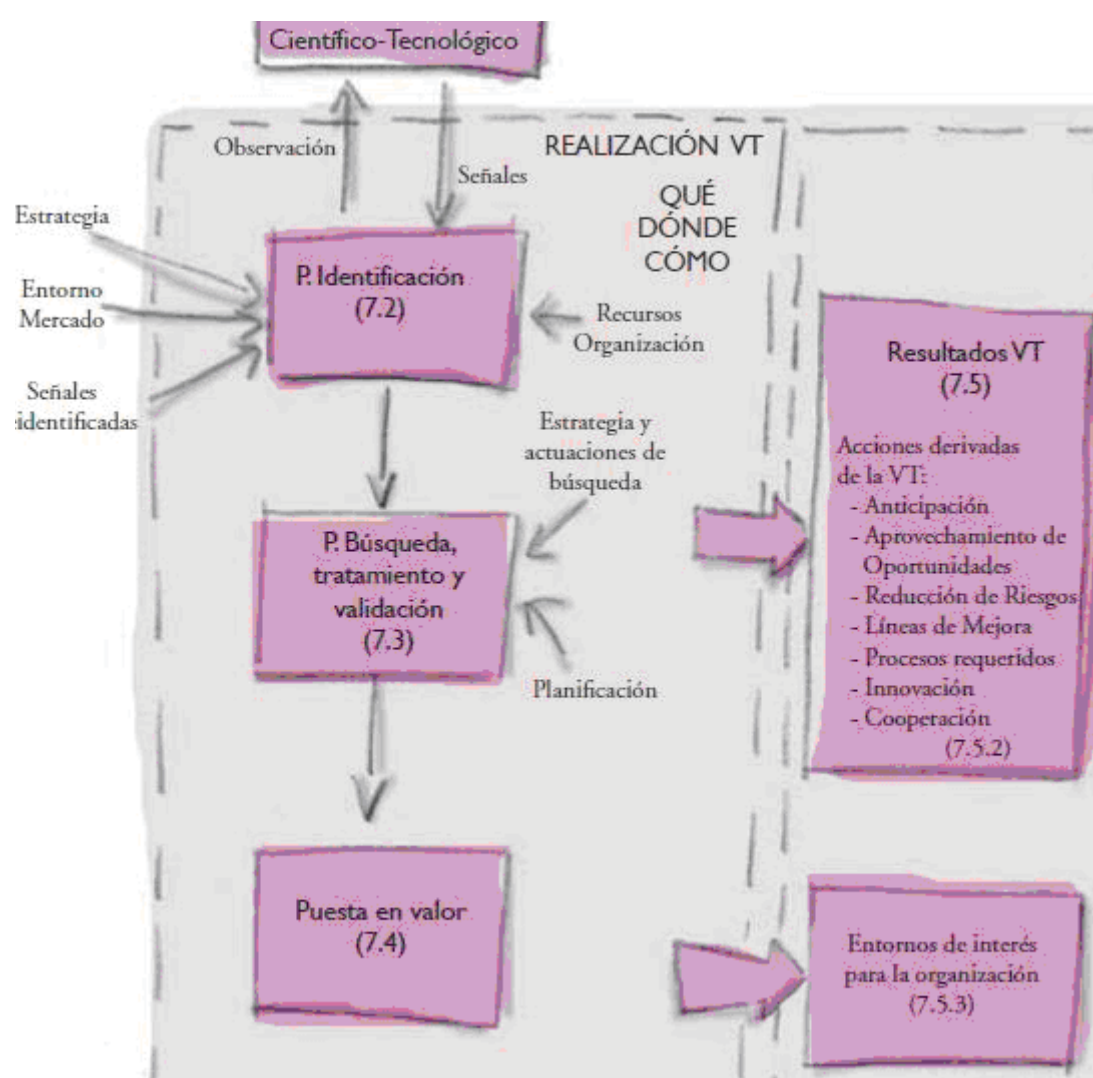 Científico-Tecnológico
Observación
Señales
REALIZACIÓN VT
QUÉ
DÓNDE
CÓMO
Estrategia
Entorno
Mercado
Señales
identificadas
P. Identificación
(7.2)
Recursos
Organización
Estrategia y
actuaciones de
búsqueda
P. Búsqueda,
tratamiento y
validación
(7.3)
Planificación
Puesta en valor
(7.4)
Resultados VT
(7.5)
Acciones derivadas
de la VT:
- Anticipación
- Aprovechamiento de
Oportunidades
- Reducción de Riesgos
- Líneas de Mejora
- Procesos requeridos
- Innovación
- Cooperación
(7.5.2)
Entornos de interés
para la organización
(7.5.3)